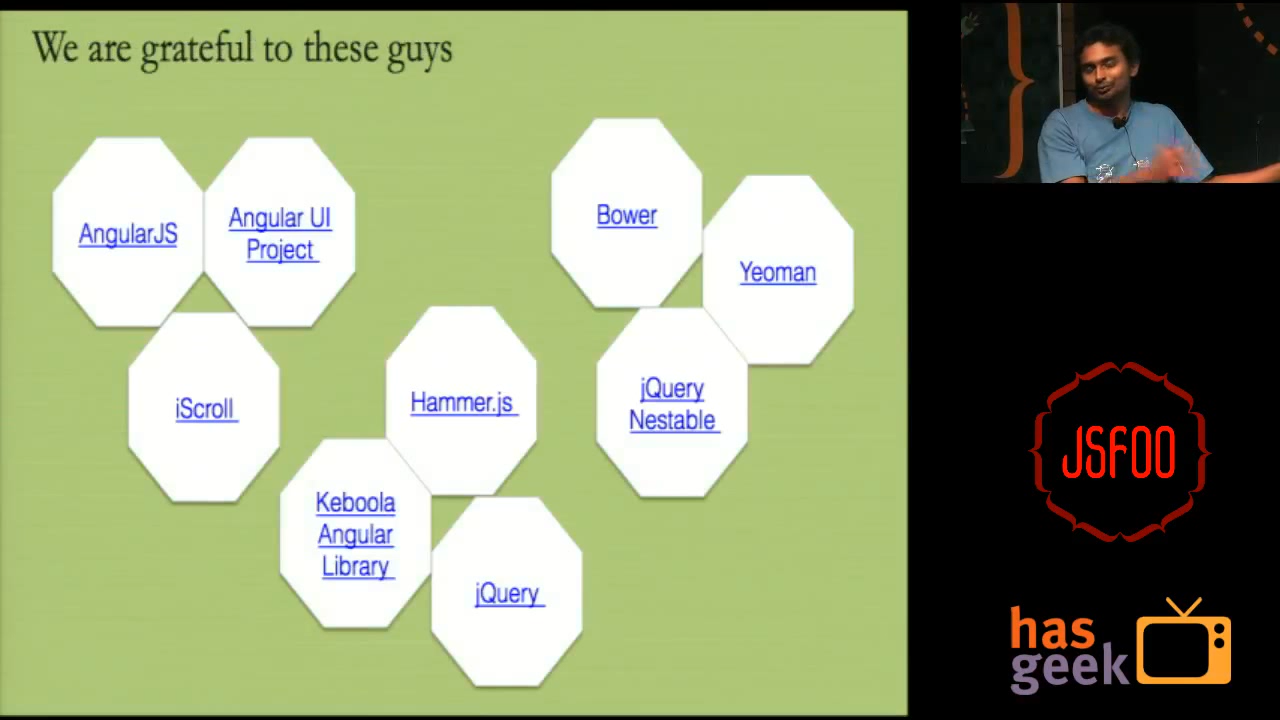 We are grateful to these guys
AngularJS
Angular UI
Project
iScroll
Hammer.js
Keboola
Angular
Library
jQuery
Bower
Yeoman
jQuery
Nestable
JSFOO
has
geek